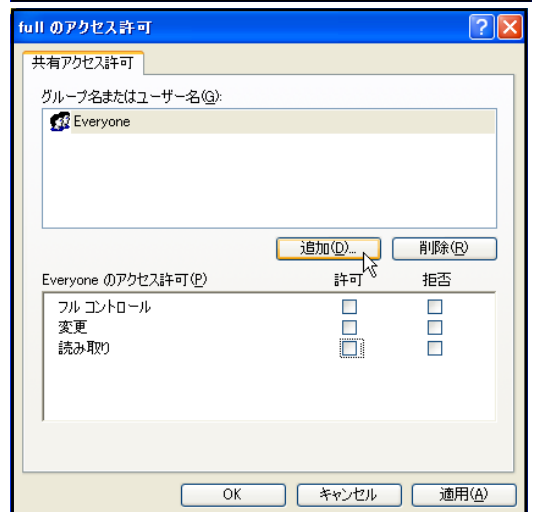 full のアクセス許可
共有アクセス許可
グループ名またはユーザー名(G):
Everyone
追加(D)... 削除(R)
Everyone のアクセス許可(P) 許可 拒否
フル コントロール
変更
読み取り
OK キャンセル 適用(A)